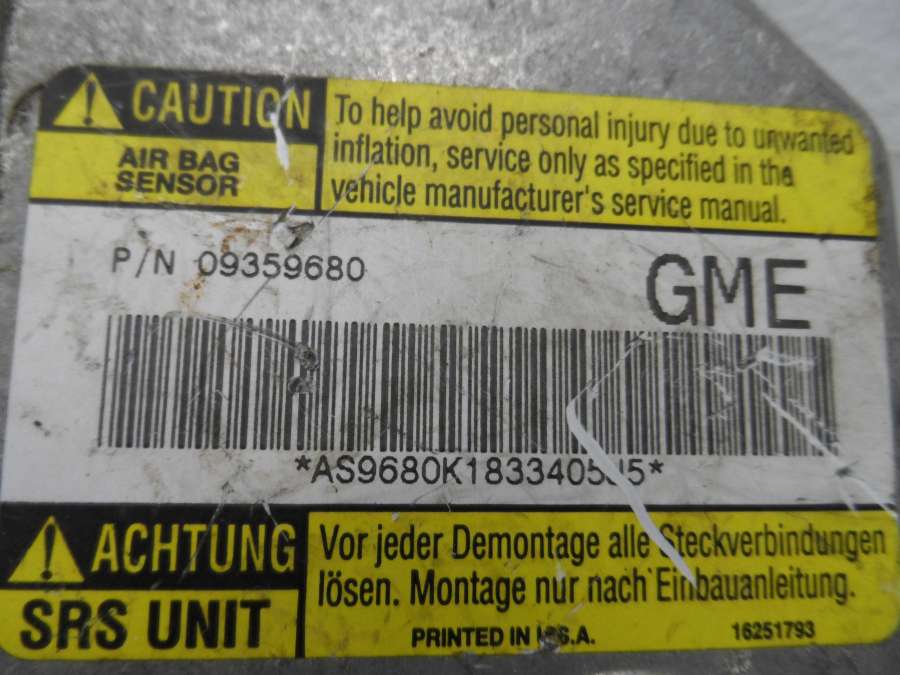 CAUTION
AIR BAG
SENSOR
To help avoid personal injury due to unwanted
inflation, service only as specified in the
vehicle manufacturer's service manual.
P/N 09359680
GME
ACHTUNG
SRS UNIT
Vor jeder Demontage alle Steckverbindungen
lösen. Montage nur nach Einbauanleitung.
PRINTED IN U.S.A.
16251793